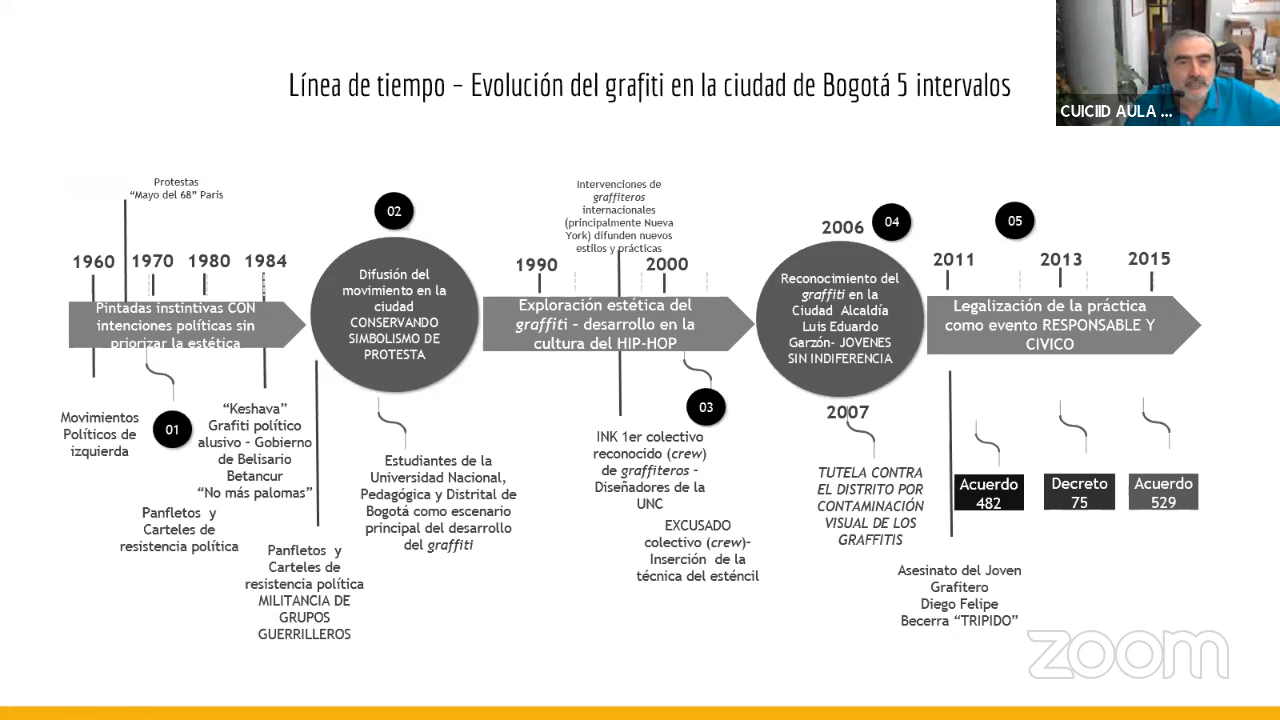 Línea de tiempo – Evolución del grafiti en la ciudad de Bogotá 5 intervalos
CUICIID AULA ...
Protestas
“Mayo del 68” Paris
1960
1970
1980
1984
Pintadas instintivas CON
intenciones políticas sin
priorizar la estética
Movimientos
Políticos de
izquierda
01
Panfletos y
Carteles de
resistencia política
“Keshava”
Grafiti político
alusivo – Gobierno
de Belisario
Betancur
“No más palomas”
Panfletos y
Carteles de
resistencia política
MILITANCIA DE
GRUPOS
GUERRILLEROS
02
Difusión del
movimiento en la
ciudad
CONSERVANDO
SIMBOLISMO DE
PROTESTA
Estudiantes de la
Universidad Nacional,
Pedagógica y Distrital de
Bogotá como escenario
principal del desarrollo
del graffiti
Intervenciones de
graffiteros
internacionales
(principalmente Nueva
York) difunden nuevos
estilos y prácticas
1990
2000
Exploración estética del
graffiti – desarrollo en la
cultura del HIP-HOP
03
INK 1er colectivo
reconocido (crew)
de graffiteros –
Diseñadores de la
UNC
EXCUSADO
colectivo (crew)–
Inserción de la
técnica del esténcil
2006
04
Reconocimiento del
graffiti en la
Ciudad Alcaldía
Luis Eduardo
Garzón- JOVENES
SIN INDIFERENCIA
2007
TUTELA CONTRA
EL DISTRITO POR
CONTAMINACIÓN
VISUAL DE LOS
GRAFFITIS
05
2011
2013
2015
Legalización de la práctica
como evento RESPONSABLE Y
CIVICO
Acuerdo
482
Decreto
75
Acuerdo
529
Asesinato del Joven
Grafitero
Diego Felipe
Becerra “TRIPIDO”
zoom